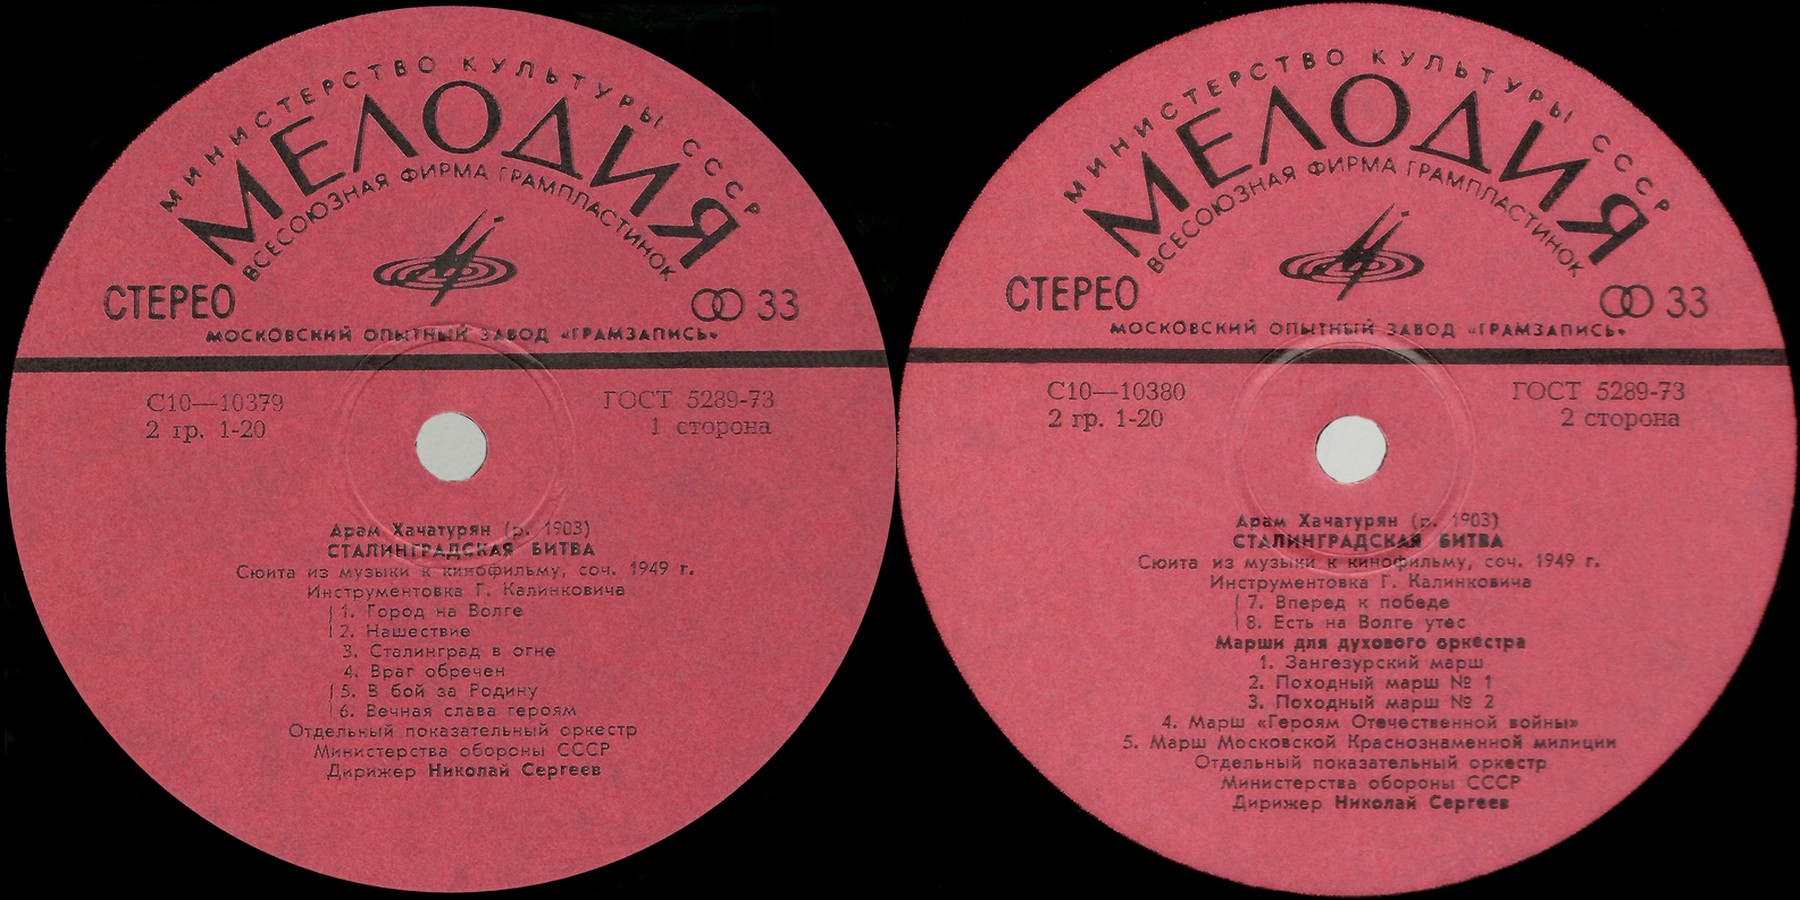 МИНИСТЕРСТВО КУЛЬТУРЫ СССР
МЕЛОДИЯ
ВСЕСОЮЗНАЯ ФИРМА ГРАМПЛАСТИНОК
СТЕРЕО
33
МОСКОВСКИЙ ОПЫТНЫЙ ЗАВОД «ГРАМЗАПИСЬ»
С10—10379
ГОСТ 5289-73
2 гр. 1-20
1 сторона
Арам Хачатурян (р. 1903)
СТАЛИНГРАДСКАЯ БИТВА
Сюита из музыки к кинофильму, соч. 1949 г.
Инструментовка Г. Калинковича
1. Город на Волге
2. Нашествие
3. Сталинград в огне
4. Враг обречен
5. В бой за Родину
6. Вечная слава героям
Отдельный показательный оркестр
Министерства обороны СССР
Дирижер Николай Сергеев
МИНИСТЕРСТВО КУЛЬТУРЫ СССР
МЕЛОДИЯ
ВСЕСОЮЗНАЯ ФИРМА ГРАМПЛАСТИНОК
СТЕРЕО
33
МОСКОВСКИЙ ОПЫТНЫЙ ЗАВОД «ГРАМЗАПИСЬ»
С10—10380
ГОСТ 5289-73
2 гр. 1-20
2 сторона
Арам Хачатурян (р. 1903)
СТАЛИНГРАДСКАЯ БИТВА
Сюита из музыки к кинофильму, соч. 1949 г.
Инструментовка Г. Калинковича
7. Вперед к победе
8. Есть на Волге утес
Марши для духового оркестра
1. Зангезурский марш
2. Походный марш № 1
3. Походный марш № 2
4. Марш «Героям Отечественной войны»
5. Марш Московской Краснознаменной милиции
Отдельный показательный оркестр
Министерства обороны СССР
Дирижер Николай Сергеев